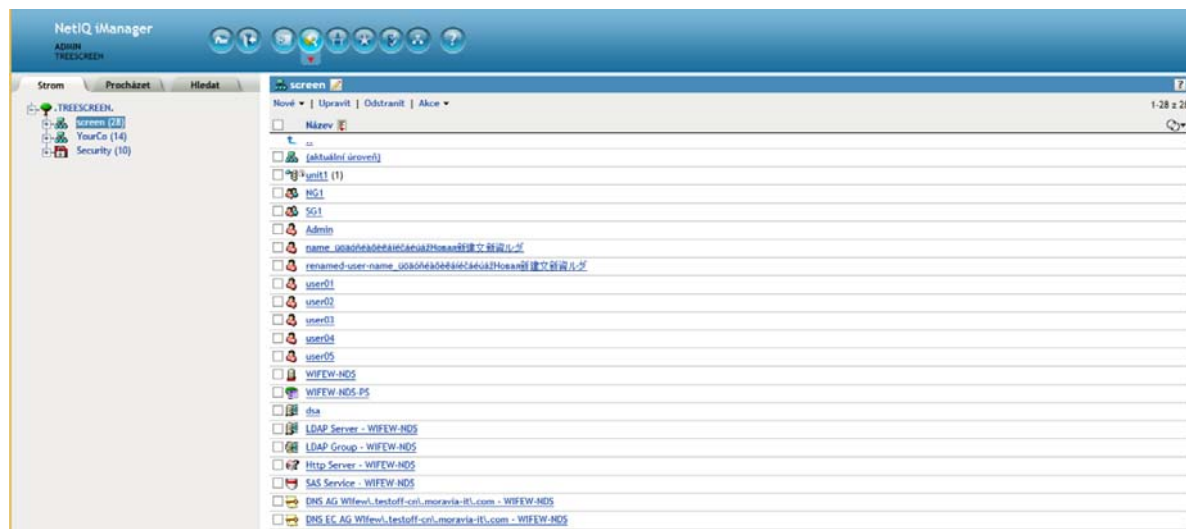 NetIQ iManager
ADMIN
TREESCREEN
Strom Procházet Hledat
.TREESCREEN.
screen (28)
YourCo (14)
Security (10)
screen
Nové | Upravit | Odstranit | Akce
1-28 z 28
Název
..
(aktuální úroveň)
unit1 (1)
NG1
SG1
Admin
user01
user02
user03
user04
user05
WIFEW-NDS
WIFEW-NDS-PS
dsa
LDAP Server - WIFEW-NDS
LDAP Group - WIFEW-NDS
Http Server - WIFEW-NDS
SAS Service - WIFEW-NDS
DNS AG Wifew\.testoff-cn\.moravia-it\.com - WIFEW-NDS
DNS EC AG Wifew\.testoff-cn\.moravia-it\.com - WIFEW-NDS